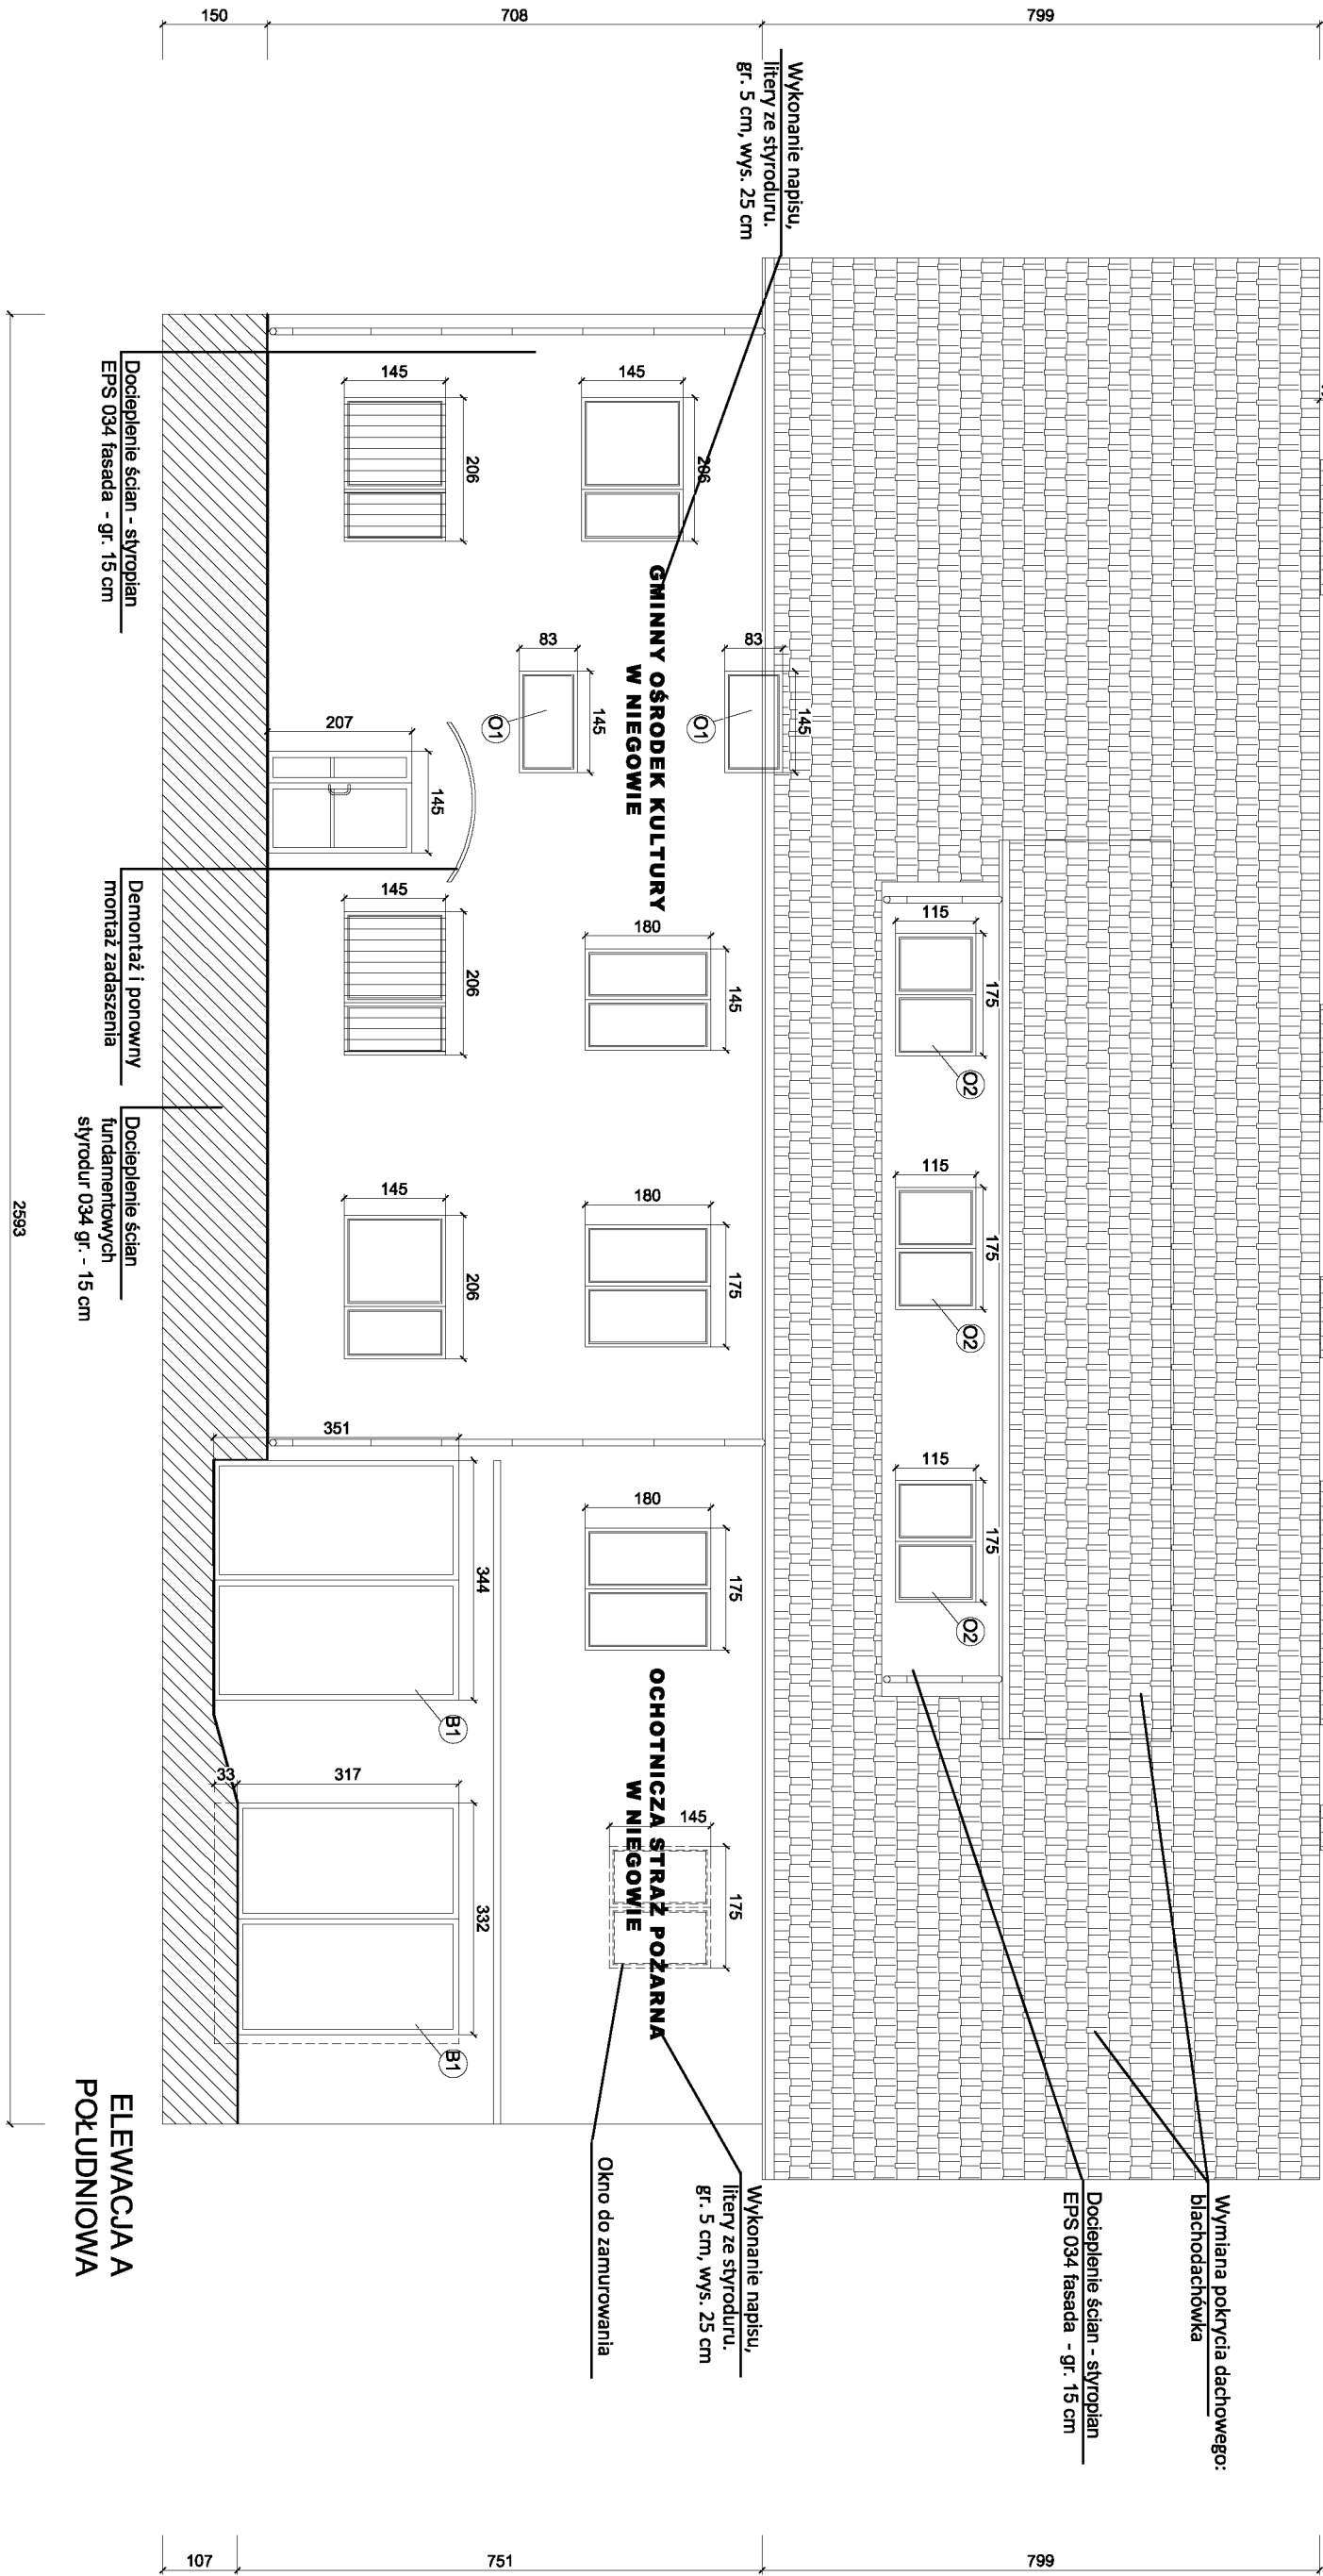 799
708
150
Wykonanie napisu,
litery ze styroduru.
gr. 5 cm, wys. 25 cm
Wymiana pokrycia dachowego:
blachodachówka
Docieplenie ścian - styropian
EPS 034 fasada - gr. 15 cm
115
175
O2
115
175
O2
115
175
O2
83
145
O1
83
145
O1
145
206
145
206
GMINNY OŚRODEK KULTURY
W NIEGOWIE
180
145
180
175
180
175
145
175
OCHOTNICZA STRAŻ POŻARNA
W NIEGOWIE
Wykonanie napisu,
litery ze styroduru.
gr. 5 cm, wys. 25 cm
Okno do zamurowania
207
145
145
206
145
206
351
344
B1
33
317
332
B1
Docieplenie ścian - styropian
EPS 034 fasada - gr. 15 cm
Demontaż i ponowny
montaż zadaszenia
Docieplenie ścian
fundamentowych
styrodur 034 gr. - 15 cm
2593
ELEWACJA A
POŁUDNIOWA
799
751
107